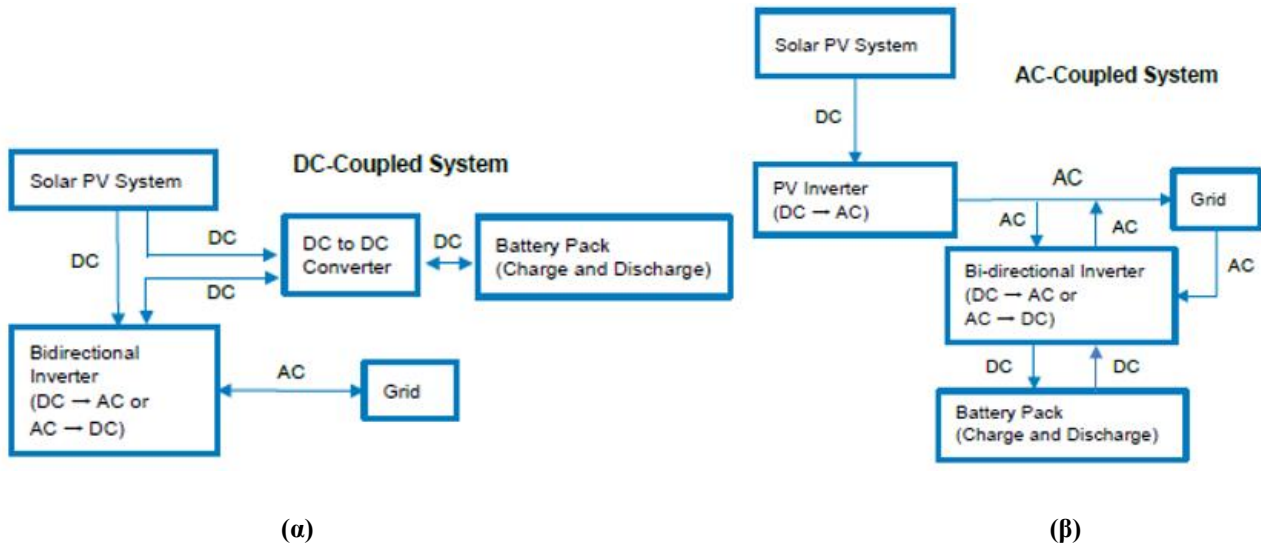 DC-Coupled System
Solar PV System
DC
DC
DC
DC to DC
Converter
DC
Battery Pack
(Charge and Discharge)
Bidirectional
Inverter
(DC → AC or
AC → DC)
AC
Grid
(α)
AC-Coupled System
Solar PV System
DC
PV Inverter
(DC → AC)
AC
Grid
AC
AC
AC
Bi-directional Inverter
(DC → AC or
AC → DC)
DC
DC
Battery Pack
(Charge and Discharge)
(β)